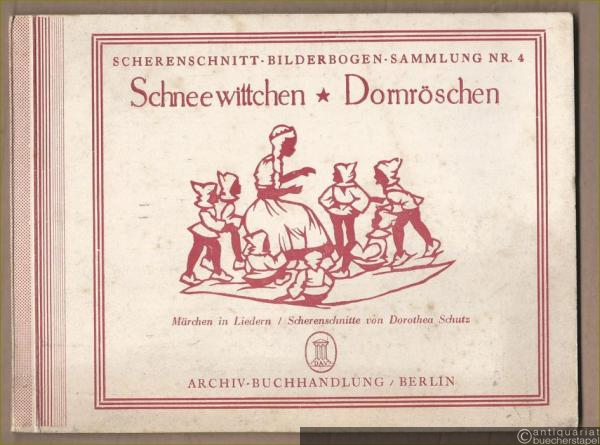 SCHERENSCHNITT-BILDERBOGEN-SAMMLUNG NR. 4
Schneewittchen ★ Dornröschen
Märchen in Liedern / Scherenschnitte von Dorothea Schutz
DAV
ARCHIV-BUCHHANDLUNG / BERLIN
©antiquariat
buecherstapel